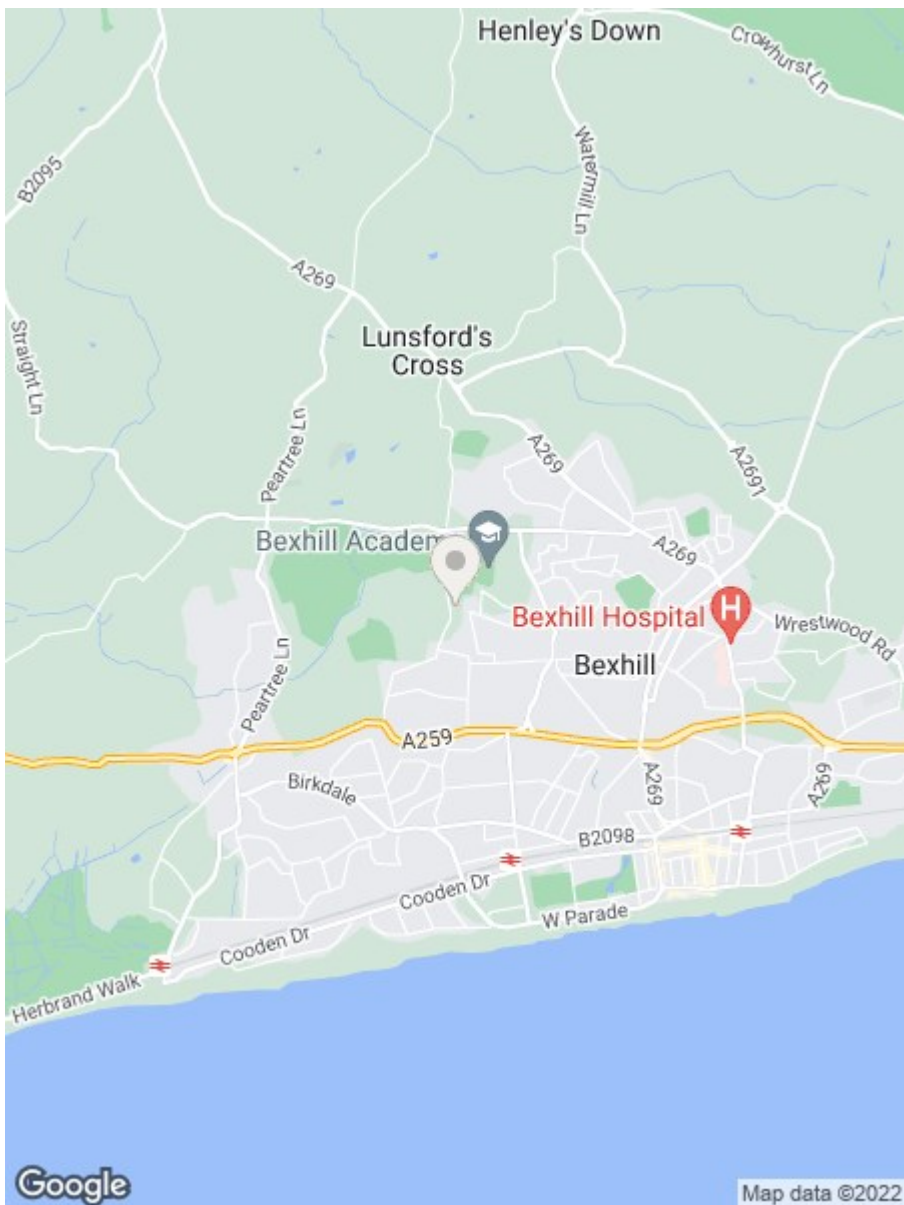 Henley's Down
Crowhurst Ln
B2095
Watermill Ln
A269
Straight Ln
Lunsford's
Cross
Peartree Ln
A269
A2691
Bexhill Academ
A269
Bexhill Hospital
H
Wrestwood Rd
Bexhill
Peartree Ln
A259
Birkdale
A269
A269
B2098
Cooden Dr
W Parade
Cooden Dr
Herbrand Walk
Google
Map data ©2022